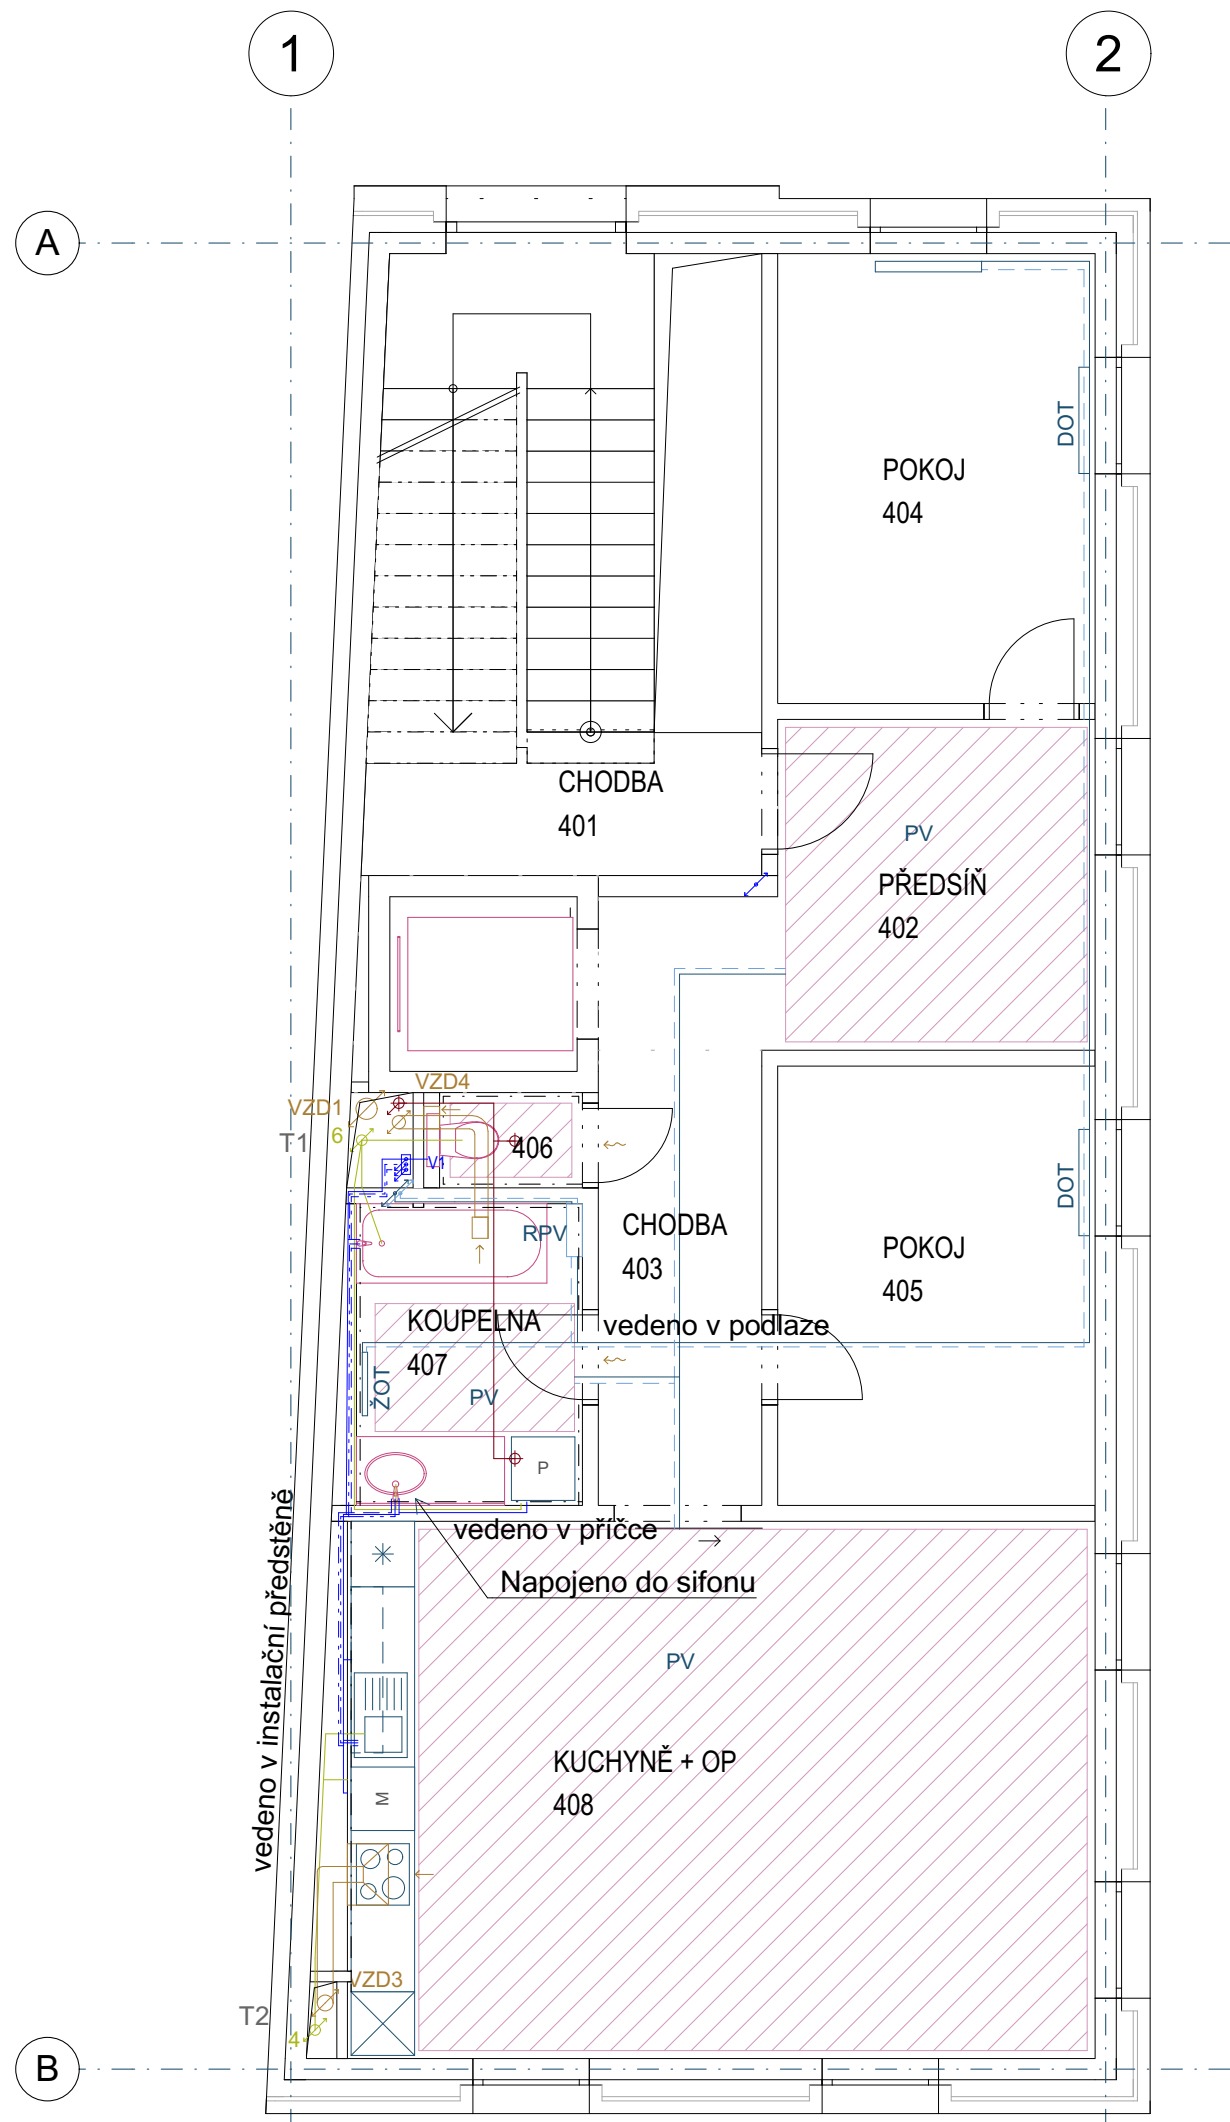 1
2
A
DOT
POKOJ
404
CHODBA
401
PV
PŘEDSÍŇ
402
VZD4
VZD1
T1
6
406
V1
DOT
RPV
CHODBA
403
POKOJ
405
KOUPELNA
407
vedeno v podlaze
ŽOT
PV
P
vedeno v instalační předstěně
vedeno v příčce
Napojeno do sifonu
PV
KUCHYNĚ + OP
408
M
VZD3
T2
4
B